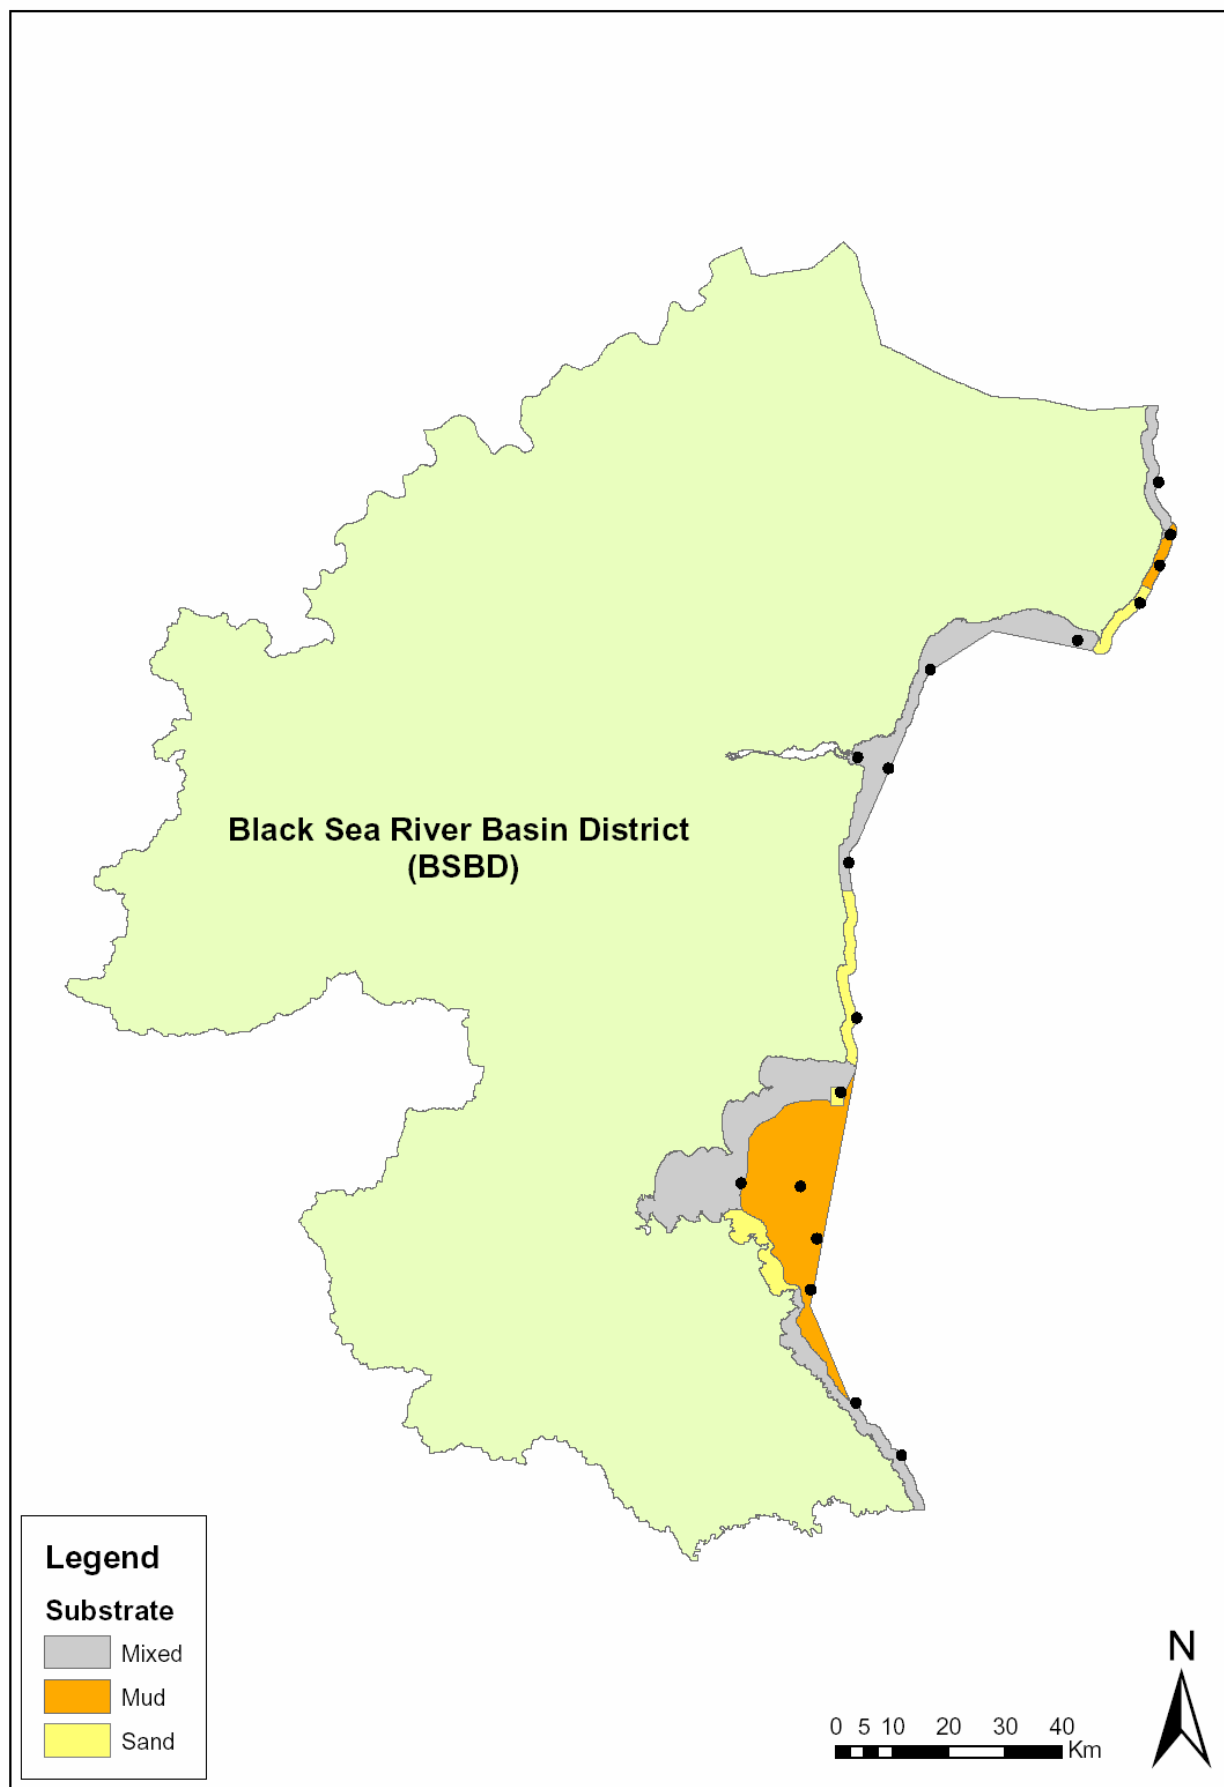 Black Sea River Basin District
(BSBD)
Legend
Substrate
Mixed
Mud
Sand
N
0 5 10 20 30 40
Km